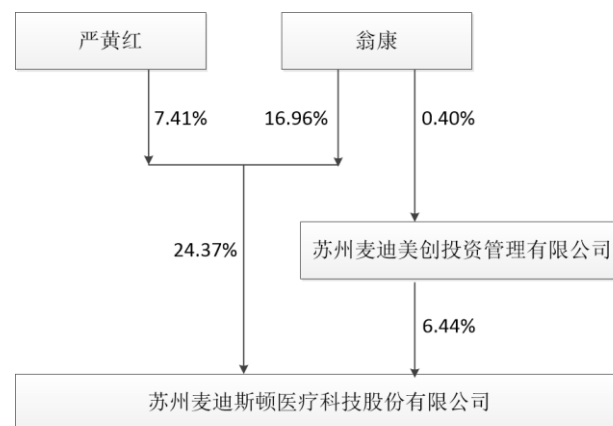 严黄红
翁康
7.41%
16.96%
0.40%
24.37%
苏州麦迪美创投资管理有限公司
6.44%
苏州麦迪斯顿医疗科技股份有限公司